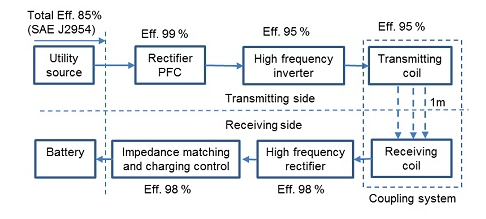 Total Eff. 85%
(SAE J2954)
Eff. 99 %
Eff. 95 %
Eff. 95 %
Utility
source
Rectifier
PFC
High frequency
inverter
Transmitting
coil
Transmitting side
1m
Receiving side
Battery
Impedance matching
and charging control
High frequency
rectifier
Receiving
coil
Eff. 98 %
Eff. 98 %
Coupling system